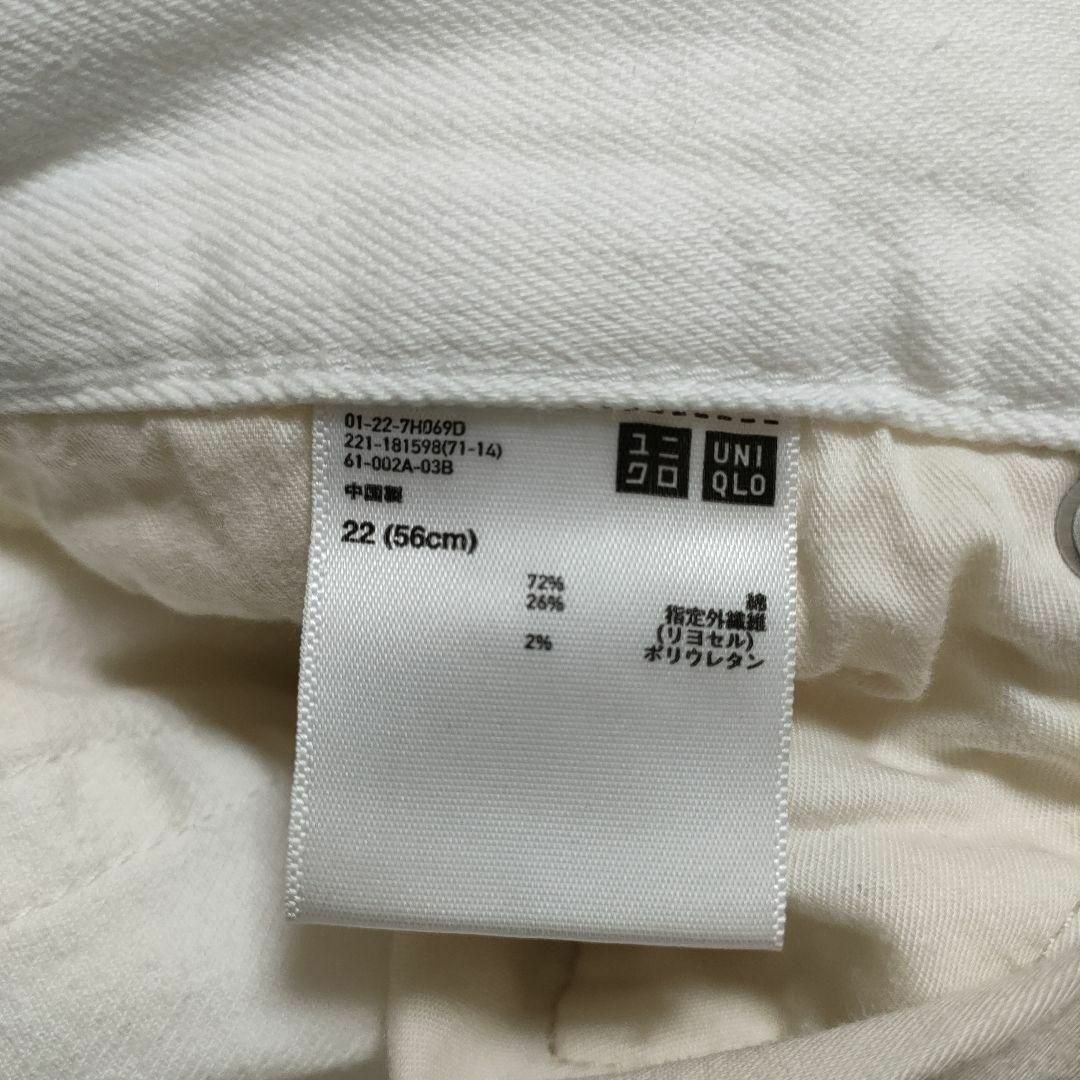 01-22-7H069D
221-181598(71-14)
61-002A-03B
中国製
ユニ
クロ
UNI
QLO
22 (56cm)
72% 綿
26% 指定外繊維
(リヨセル)
2% ポリウレタン